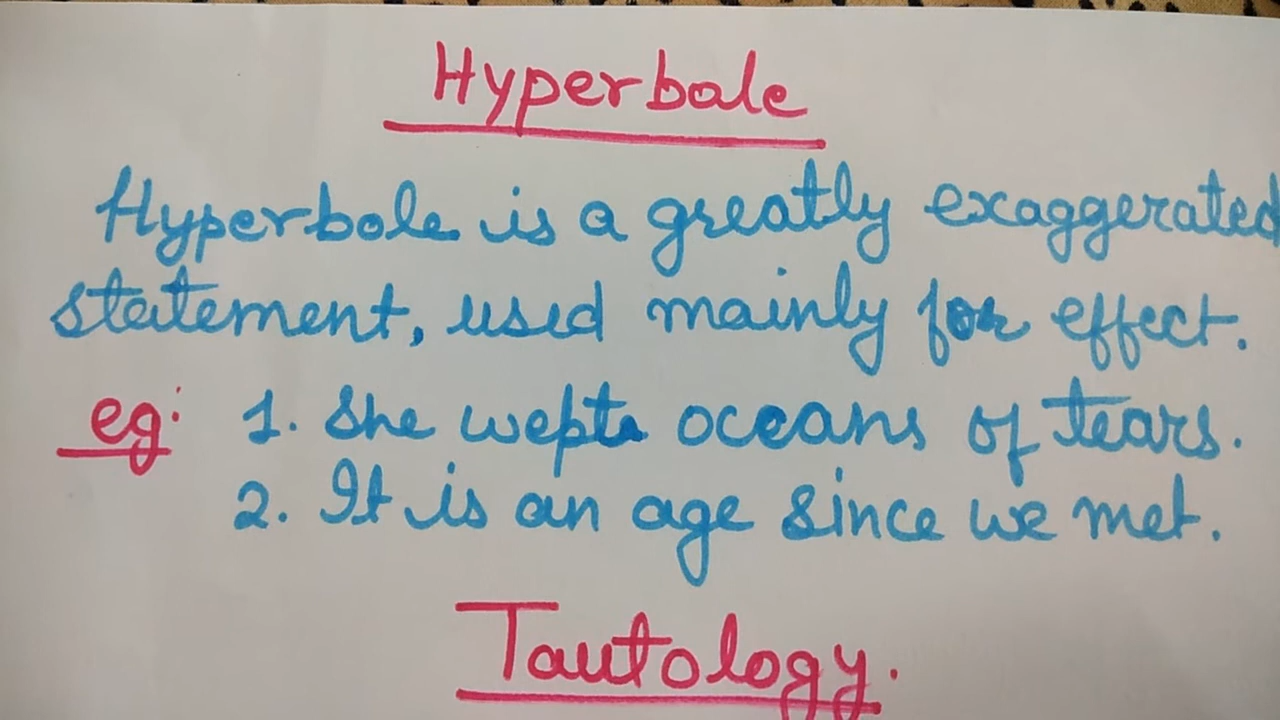 Hyperbole
Hyperbole is a greatly exaggerated
statement, used mainly for effect.
eg: 1. She wept oceans of tears.
2. It is an age since we met.
Tautology.